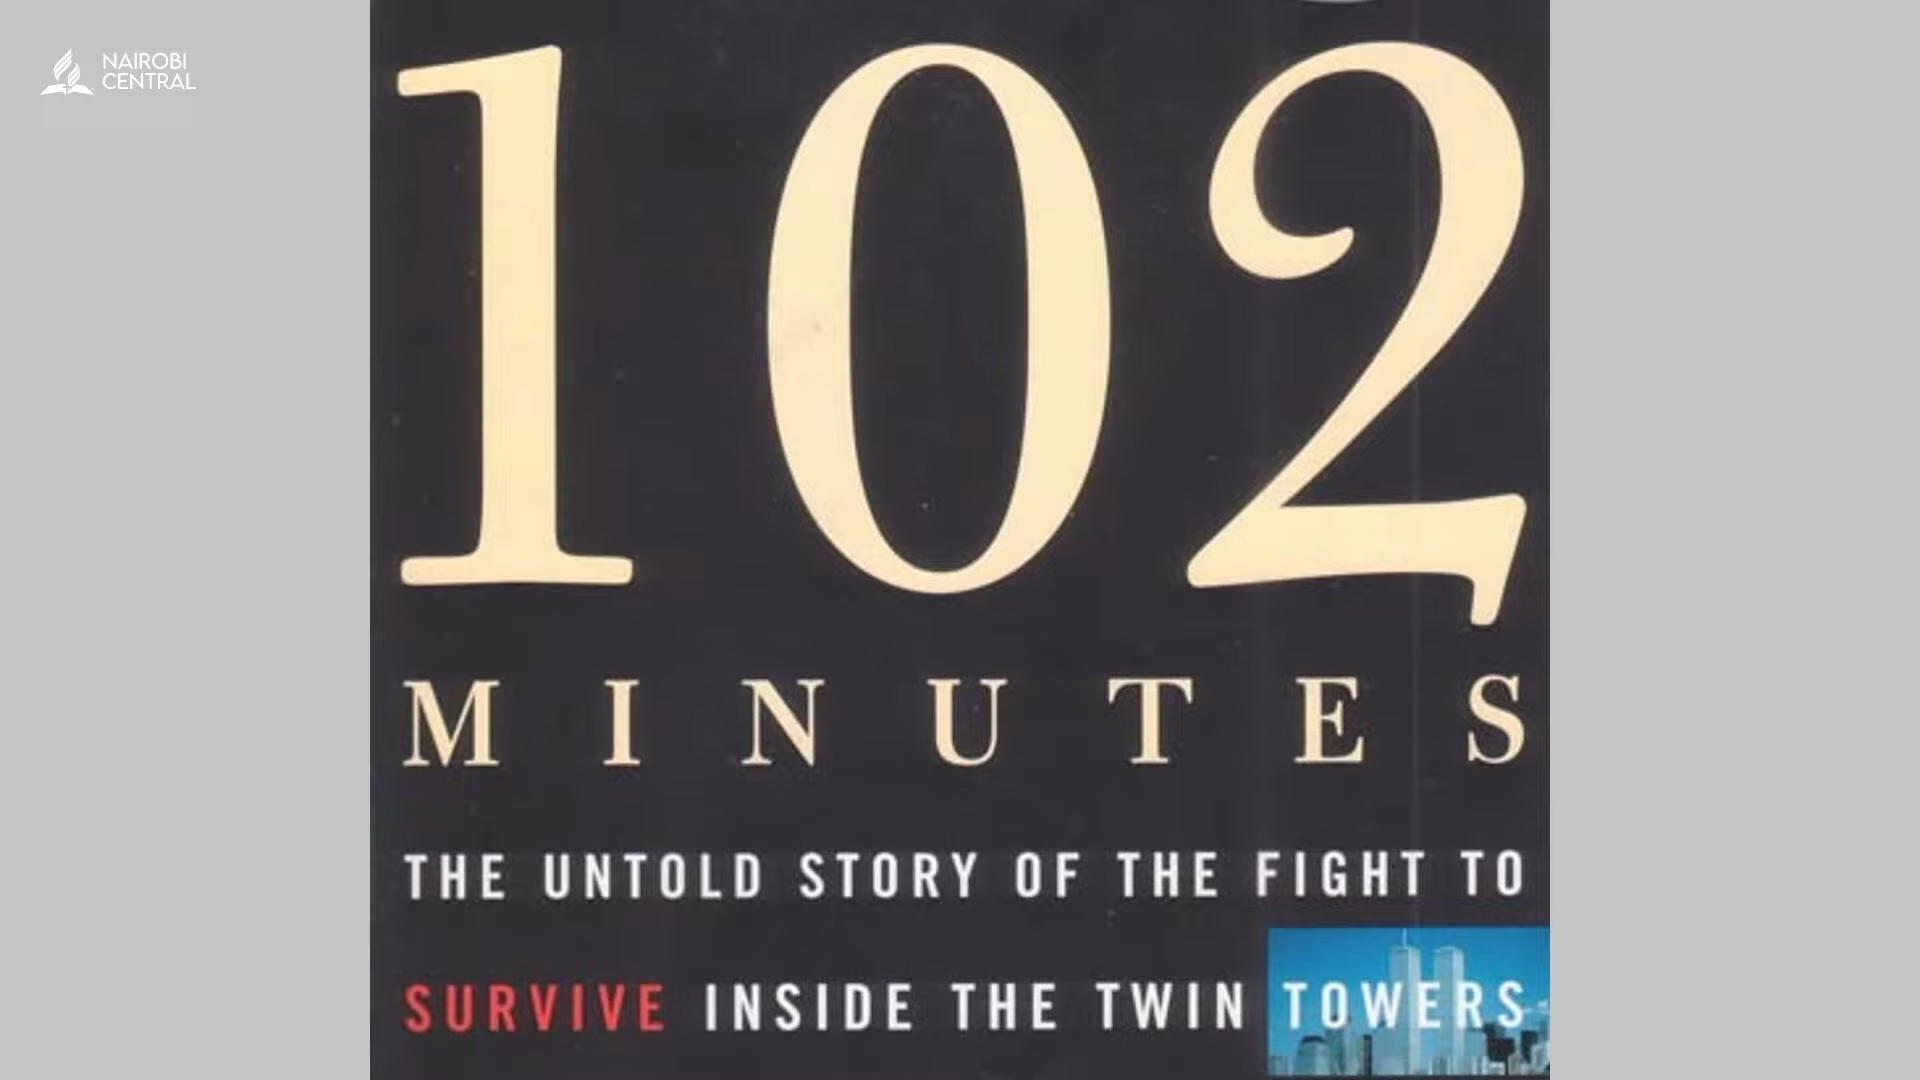 NAIROBI
CENTRAL
102
MINUTES
THE UNTOLD STORY OF THE FIGHT TO
SURVIVE INSIDE THE TWIN TOWERS